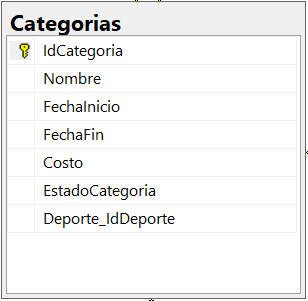 Categorias
IdCategoria
Nombre
FechaInicio
FechaFin
Costo
EstadoCategoria
Deporte_IdDeporte